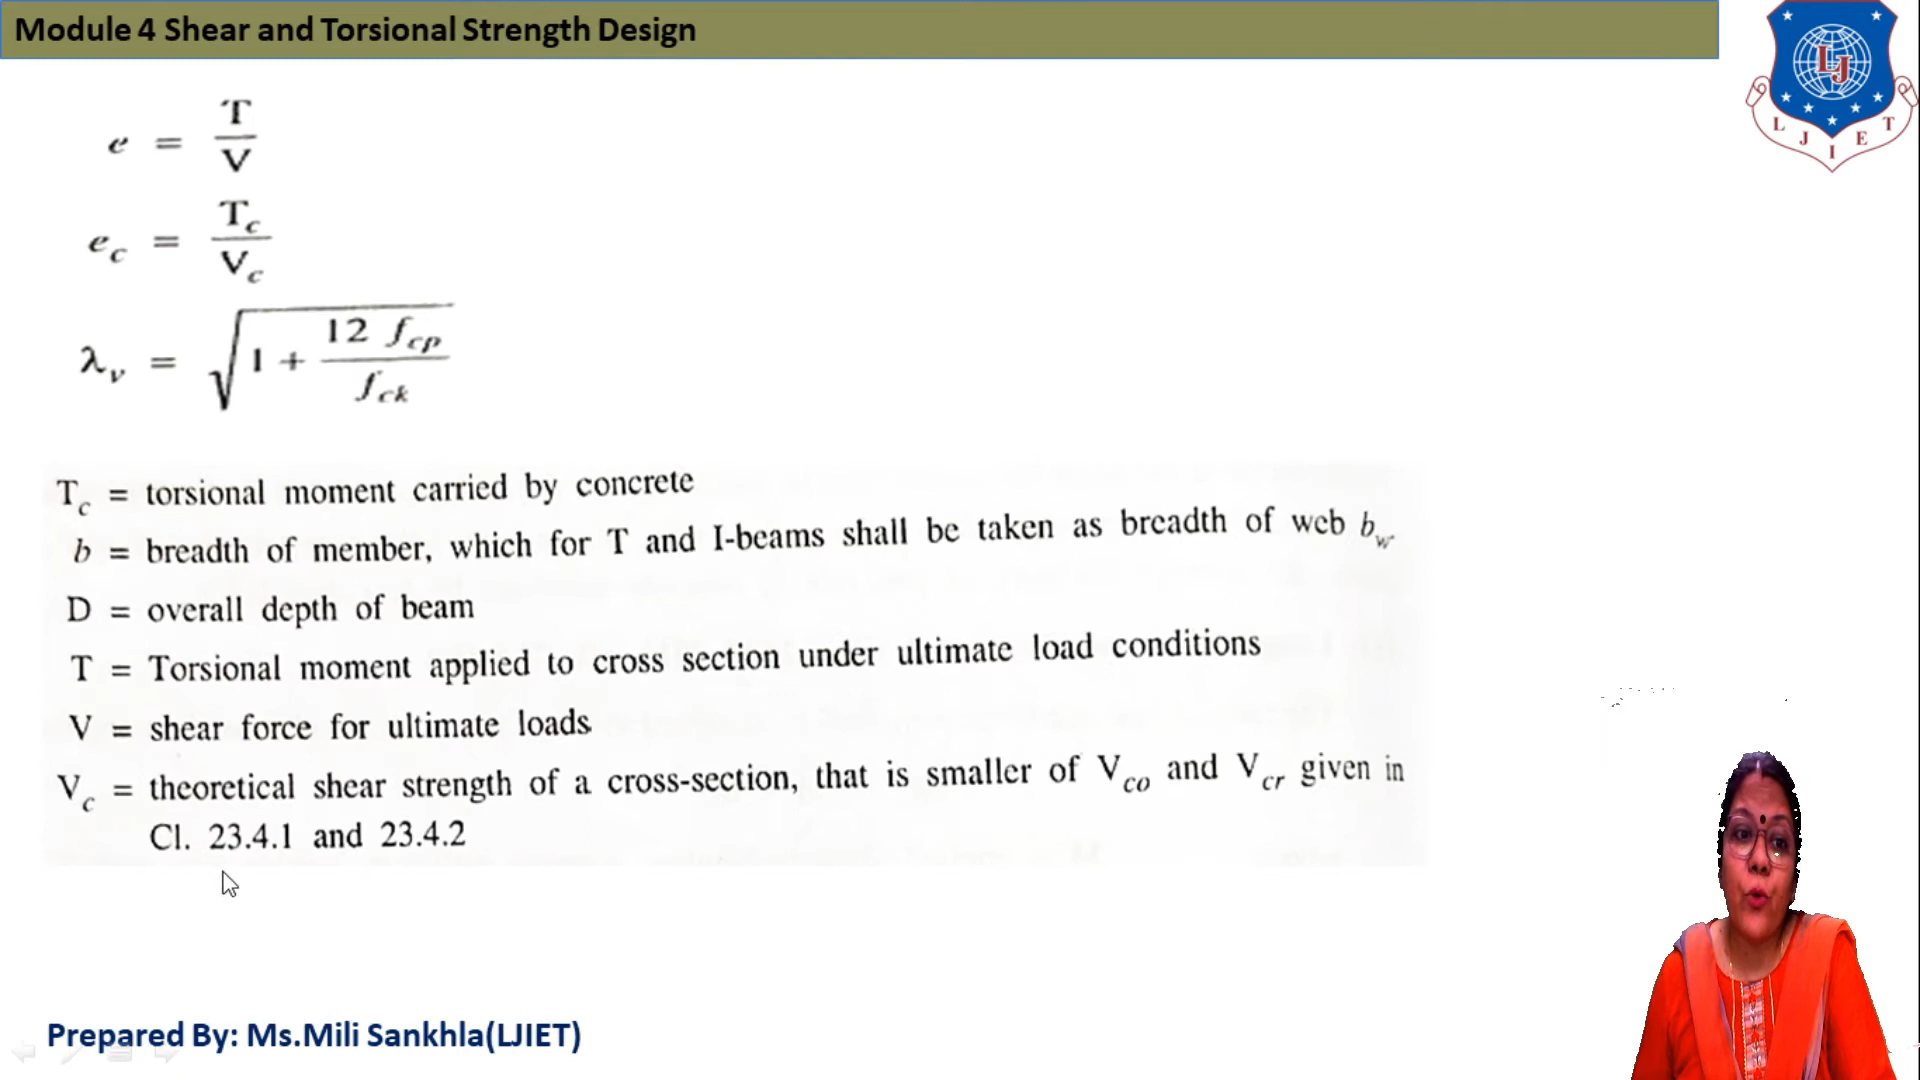 Module 4 Shear and Torsional Strength Design
LJ
L J I E T
e = T / V
e_c = T_c / V_c
λ_v = √(1 + 12 f_cp / f_ck)
T_c = torsional moment carried by concrete
b = breadth of member, which for T and I-beams shall be taken as breadth of web b_w
D = overall depth of beam
T = Torsional moment applied to cross section under ultimate load conditions
V = shear force for ultimate loads
V_c = theoretical shear strength of a cross-section, that is smaller of V_co and V_cr given in
Cl. 23.4.1 and 23.4.2
Prepared By: Ms.Mili Sankhla(LJIET)